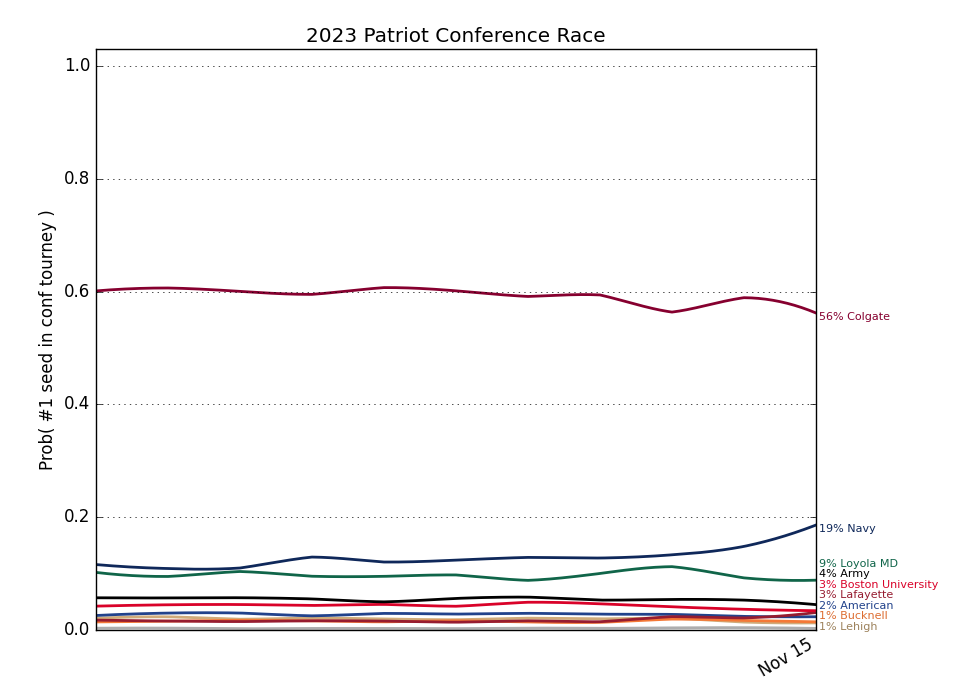 2023 Patriot Conference Race
Prob( #1 seed in conf tourney )
1.0
0.8
0.6
0.4
0.2
0.0
56% Colgate
19% Navy
9% Loyola MD
4% Army
3% Boston University
3% Lafayette
2% American
1% Bucknell
1% Lehigh
Nov 15